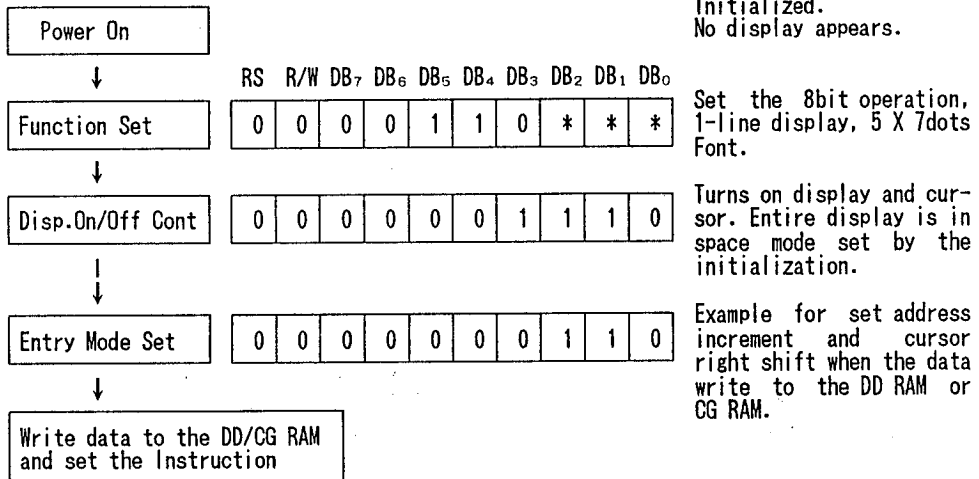 Initialized.
Power On
No display appears.
RS R/W DB₇ DB₆ DB₅ DB₄ DB₃ DB₂ DB₁ DB₀
Function Set 0 0 0 0 1 1 0 * * *
Set the 8bit operation,
1-line display, 5 X 7dots
Font.
Disp.On/Off Cont 0 0 0 0 0 0 1 1 1 0
Turns on display and cur-
sor. Entire display is in
space mode set by the
initialization.
Entry Mode Set 0 0 0 0 0 0 0 1 1 0
Example for set address
increment and cursor
right shift when the data
write to the DD RAM or
CG RAM.
Write data to the DD/CG RAM
and set the Instruction